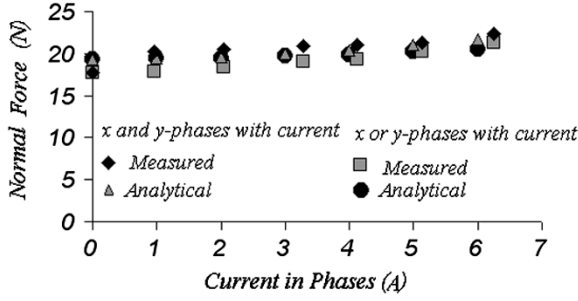 Normal Force (N)
25
20
15
10
5
0
x and y-phases with current
Measured
Analytical
x or y-phases with current
Measured
Analytical
0 1 2 3 4 5 6 7
Current in Phases (A)